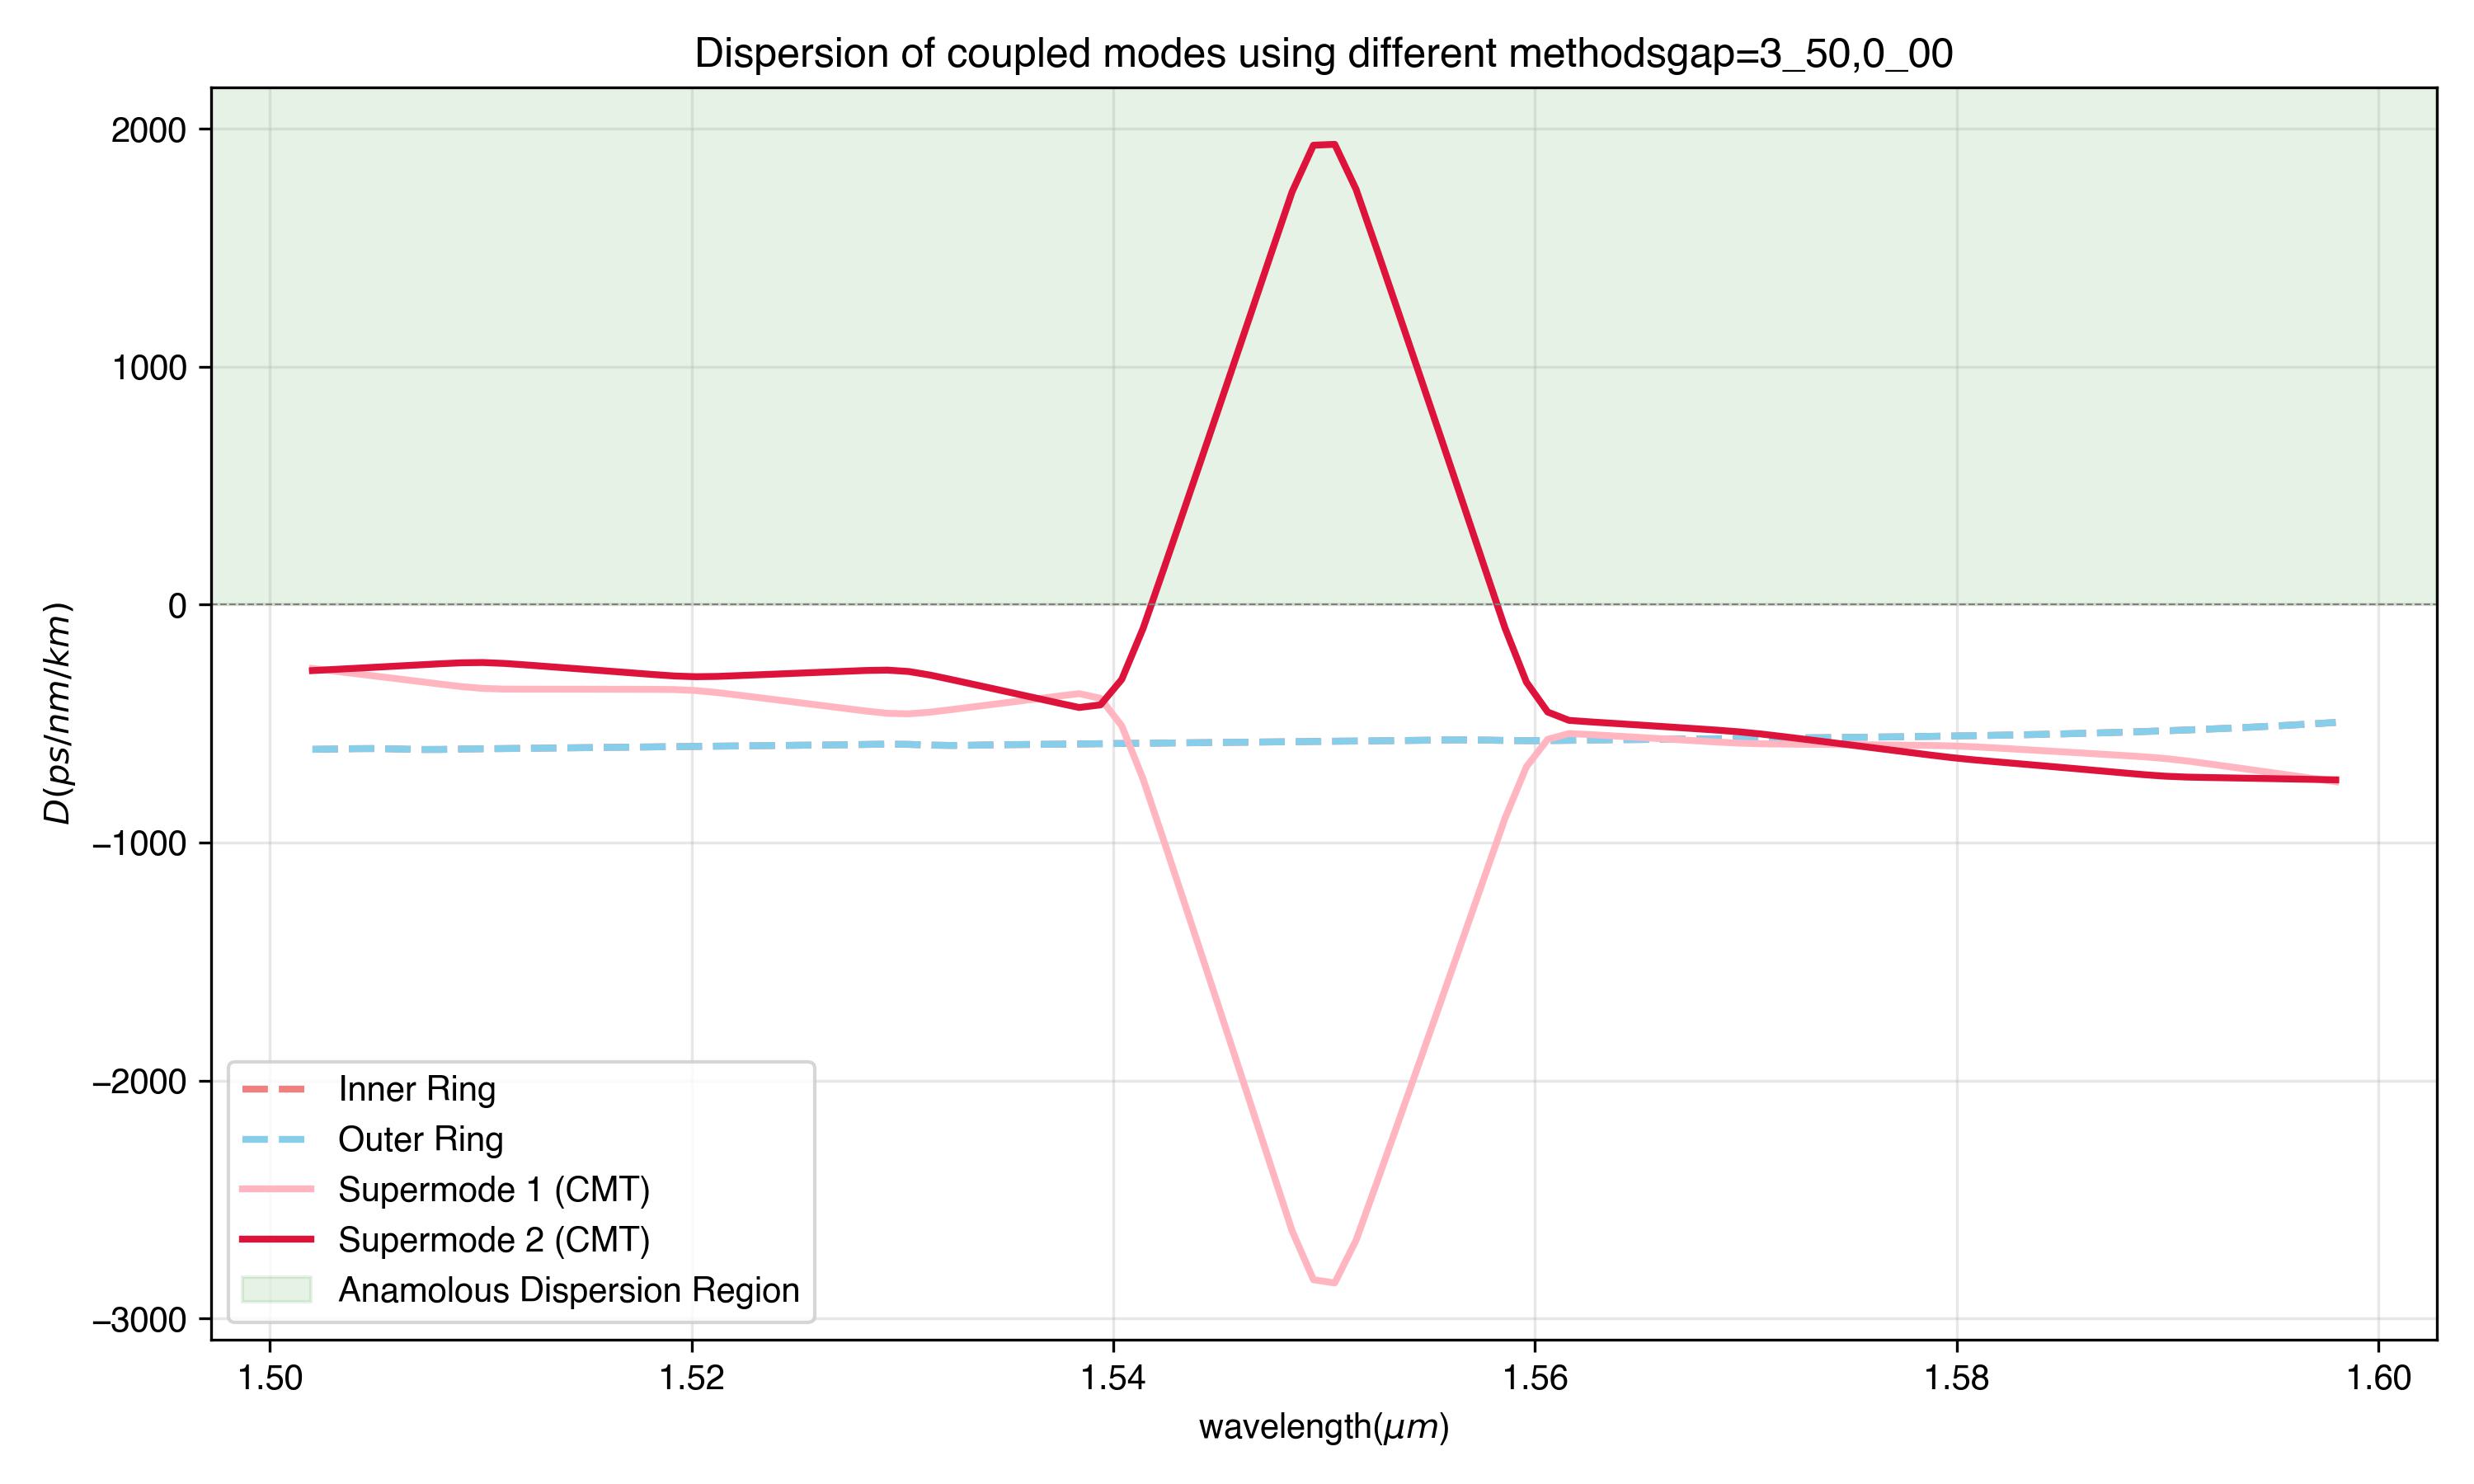 Dispersion of coupled modes using different methodsgap=3_50,0_00
D(ps/nm/km)
2000
1000
0
−1000
−2000
−3000
Inner Ring
Outer Ring
Supermode 1 (CMT)
Supermode 2 (CMT)
Anamolous Dispersion Region
1.50 1.52 1.54 1.56 1.58 1.60
wavelength(μm)